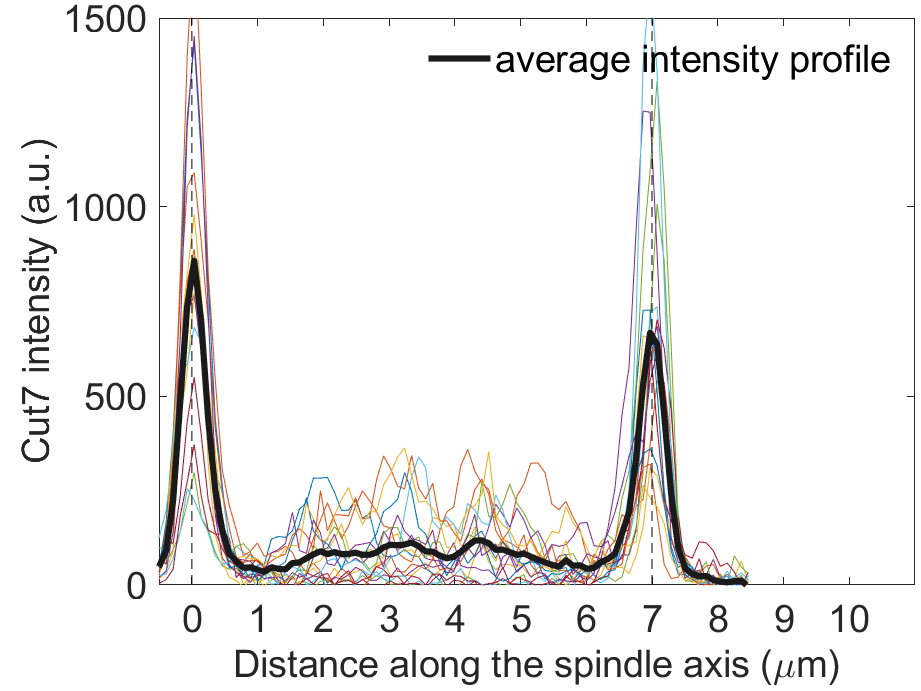 1500
average intensity profile
1000
500
0
Cut7 intensity (a.u.)
0 1 2 3 4 5 6 7 8 9 10
Distance along the spindle axis (μm)